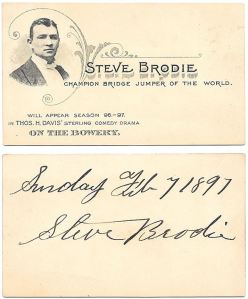 STEVE BRODIE
CHAMPION BRIDGE JUMPER OF THE WORLD.
WILL APPEAR SEASON 96-97.
IN THOS. H. DAVIS' STERLING COMEDY DRAMA
ON THE BOWERY.
Sunday Feb 7 1897
Steve Brodie